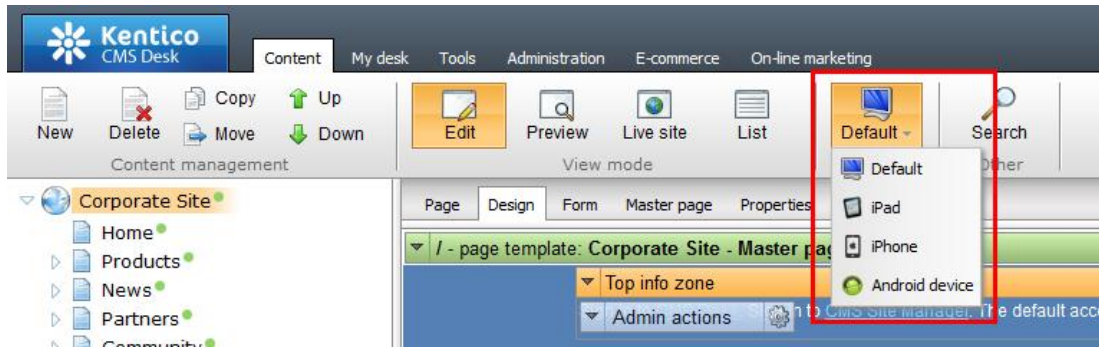 Kentico
CMS Desk
Content My desk Tools Administration E-commerce On-line marketing
New Delete Copy Move Up Down
Content management
Edit Preview Live site List
View mode
Default Search
Other
Default
iPad
iPhone
Android device
Corporate Site
Home
Products
News
Partners
Community
Page Design Form Master page Properties
/ - page template: Corporate Site - Master pag
Top info zone
Admin actions
to CMS Site Manager. The default acc